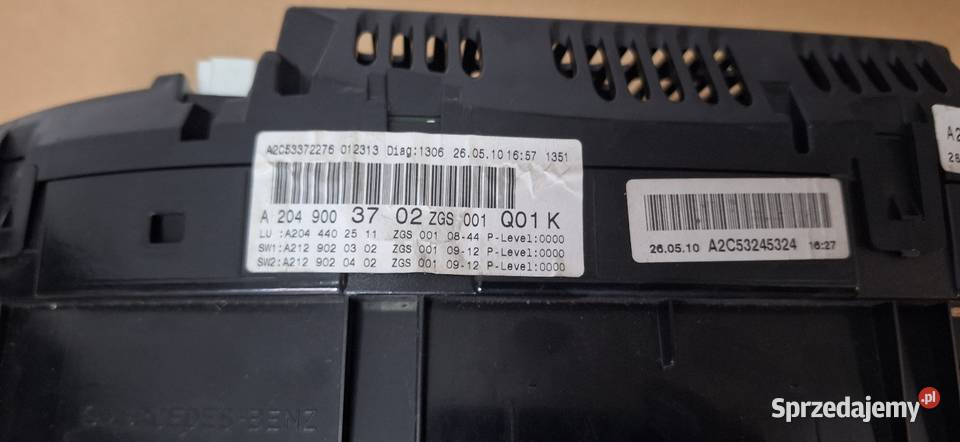 A2C53372276 012313 Diag:1306 26.05.10 16:57 1351
A 204 900 37 02 ZGS 001 Q01 K
LU :A204 440 25 11 ZGS 001 08-44 P-Level:0000
SW1:A212 902 03 02 ZGS 001 09-12 P-Level:0000
SW2:A212 902 04 02 ZGS 001 09-12 P-Level:0000
26.05.10 A2C53245324 16:27
Sprzedajemy.pl